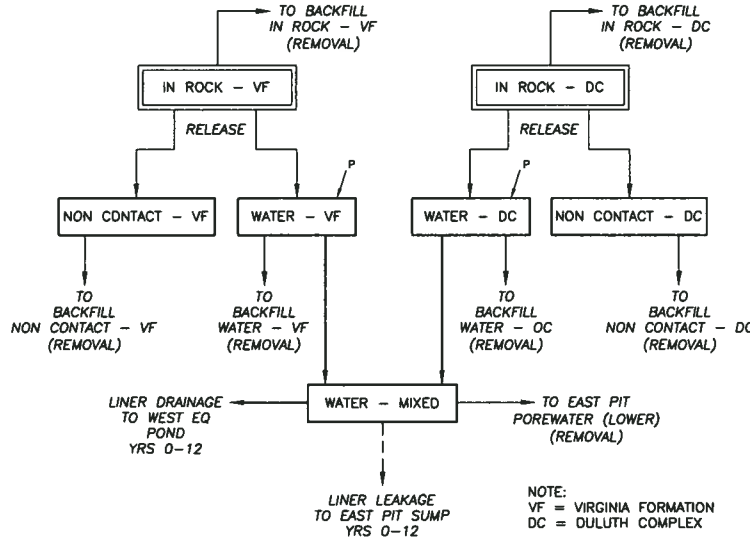 TO BACKFILL
IN ROCK – VF
(REMOVAL)
TO BACKFILL
IN ROCK – DC
(REMOVAL)
IN ROCK – VF
IN ROCK – DC
RELEASE
RELEASE
P
P
NON CONTACT – VF
WATER – VF
WATER – DC
NON CONTACT – DC
TO
BACKFILL
NON CONTACT – VF
(REMOVAL)
TO
BACKFILL
WATER – VF
(REMOVAL)
TO
BACKFILL
WATER – OC
(REMOVAL)
TO
BACKFILL
NON CONTACT – DC
(REMOVAL)
LINER DRAINAGE
TO WEST EQ
POND
YRS 0–12
WATER – MIXED
TO EAST PIT
POREWATER (LOWER)
(REMOVAL)
LINER LEAKAGE
TO EAST PIT SUMP
YRS 0–12
NOTE:
VF = VIRGINIA FORMATION
DC = DULUTH COMPLEX